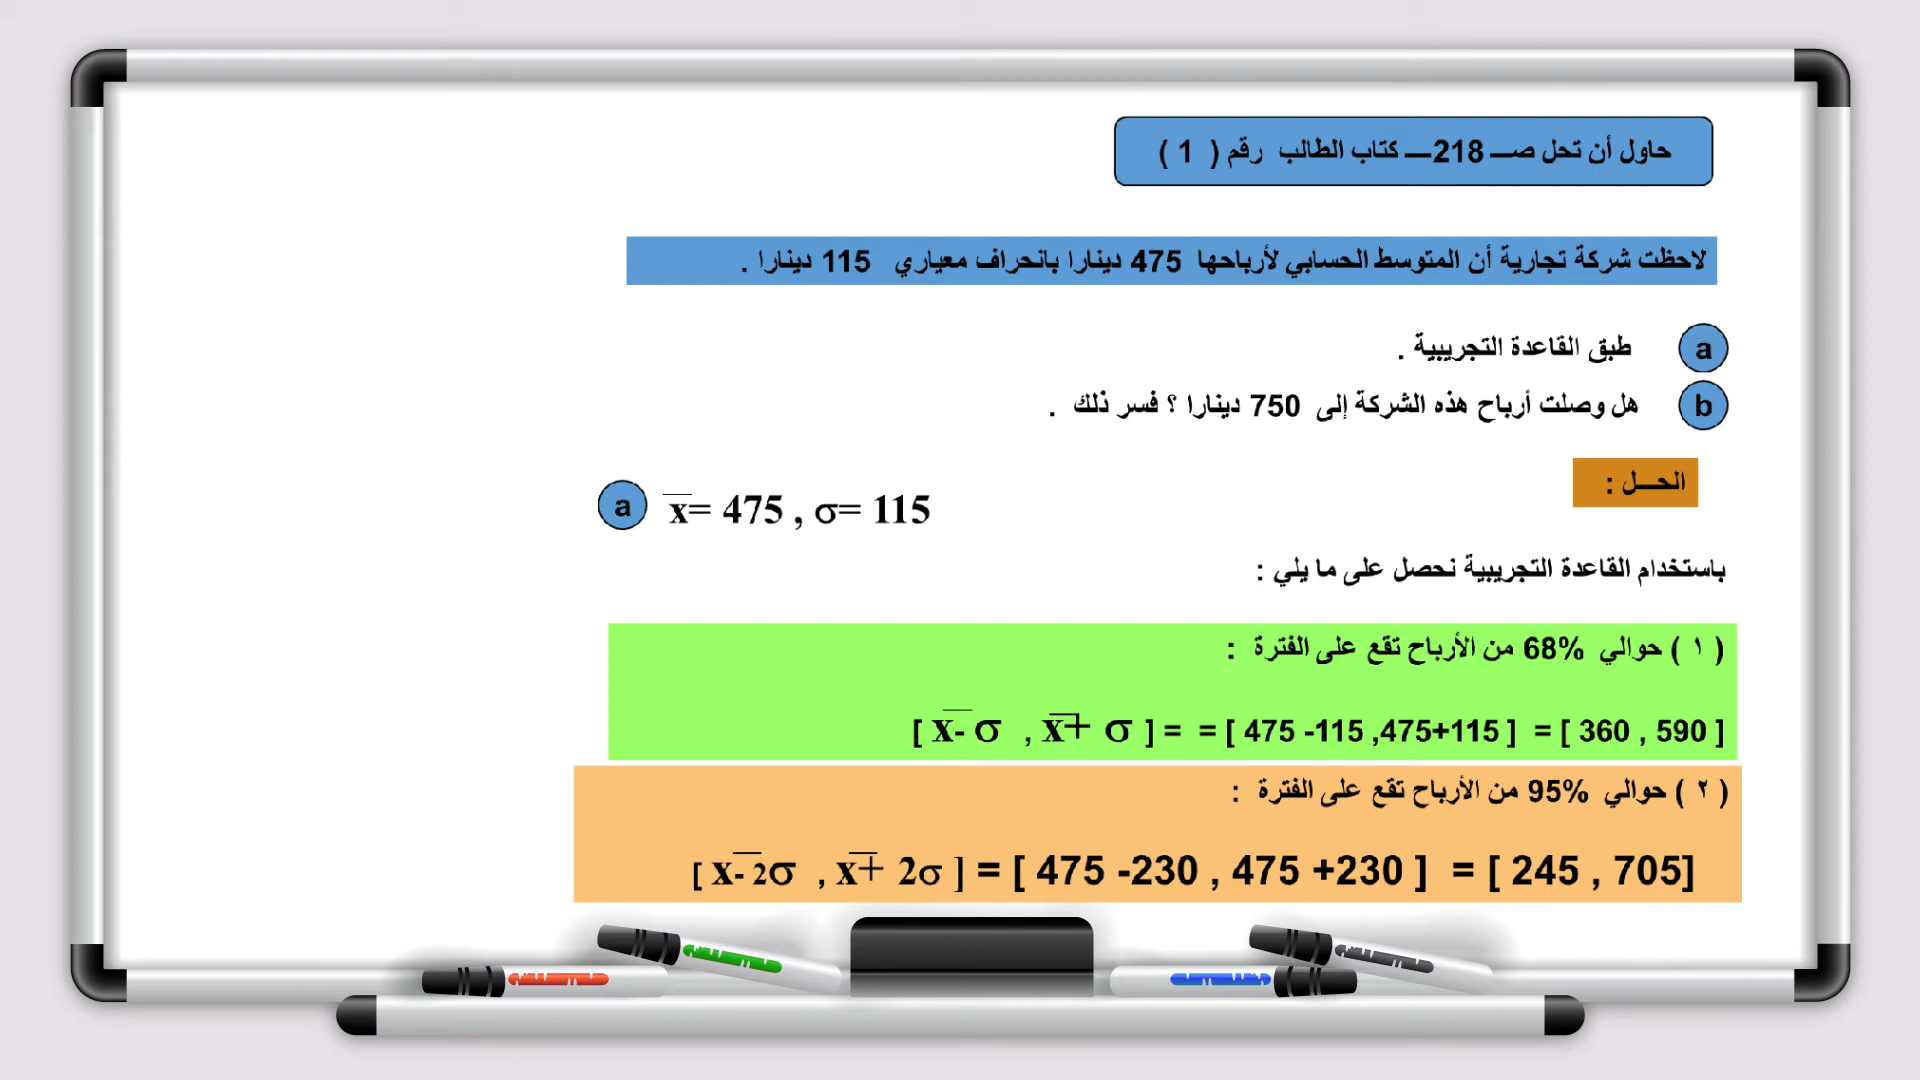 حاول أن تحل صـــ 218ـــ كتاب الطالب رقم ( 1 )
لاحظت شركة تجارية أن المتوسط الحسابي لأرباحها 475 دينارا بانحراف معياري 115 دينارا .
a طبق القاعدة التجريبية .
b هل وصلت أرباح هذه الشركة إلى 750 دينارا ؟ فسر ذلك .
الحـــل :
a x̅= 475 , σ= 115
باستخدام القاعدة التجريبية نحصل على ما يلي :
( ١ ) حوالي 68% من الأرباح تقع على الفترة :
[ x̅- σ , x̅+ σ ] = = [ 475 -115 ,475+115 ] = [ 360 , 590 ]
( ٢ ) حوالي 95% من الأرباح تقع على الفترة :
[ x̅- 2σ , x̅+ 2σ ] = [ 475 -230 , 475 +230 ] = [ 245 , 705]